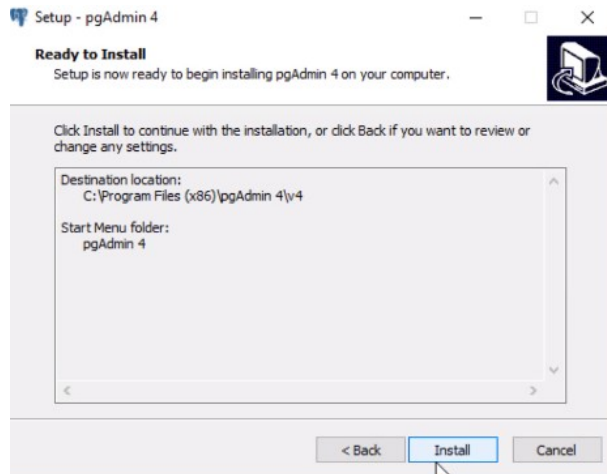 Setup - pgAdmin 4
Ready to Install
Setup is now ready to begin installing pgAdmin 4 on your computer.
Click Install to continue with the installation, or click Back if you want to review or
change any settings.
Destination location:
C:\Program Files (x86)\pgAdmin 4\v4
Start Menu folder:
pgAdmin 4
< Back
Install
Cancel